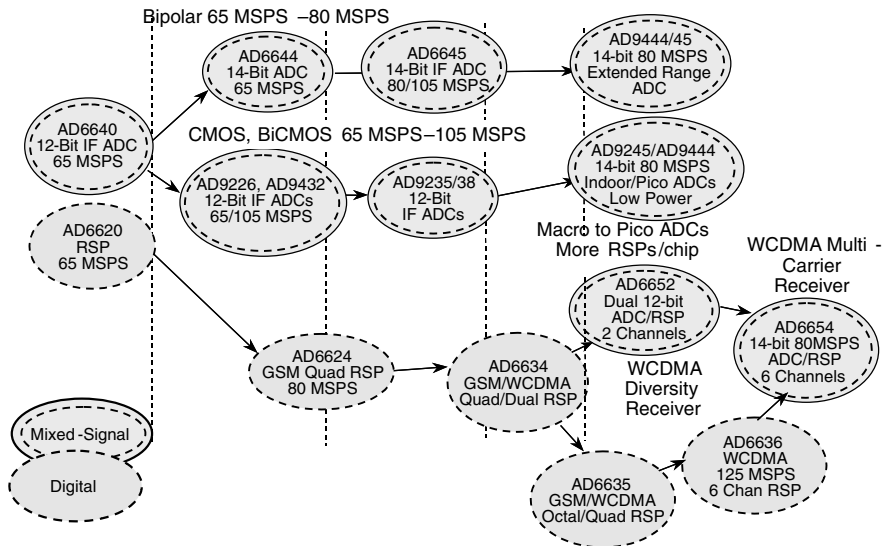 Bipolar 65 MSPS –80 MSPS
AD6644
14-Bit ADC
65 MSPS
AD6645
14-Bit IF ADC
80/105 MSPS
AD9444/45
14-bit 80 MSPS
Extended Range
ADC
AD6640
12-Bit IF ADC
65 MSPS
CMOS, BiCMOS 65 MSPS–105 MSPS
AD9226, AD9432
12-Bit IF ADCs
65/105 MSPS
AD9235/38
12-Bit
IF ADCs
AD9245/AD9444
14-bit 80 MSPS
Indoor/Pico ADCs
Low Power
AD6620
RSP
65 MSPS
Macro to Pico ADCs
More RSPs/chip
WCDMA Multi -
Carrier
Receiver
AD6652
Dual 12-bit
ADC/RSP
2 Channels
AD6654
14-bit 80MSPS
ADC/RSP
6 Channels
AD6624
GSM Quad RSP
80 MSPS
AD6634
GSM/WCDMA
Quad/Dual RSP
WCDMA
Diversity
Receiver
Mixed -Signal
Digital
AD6635
GSM/WCDMA
Octal/Quad RSP
AD6636
WCDMA
125 MSPS
6 Chan RSP